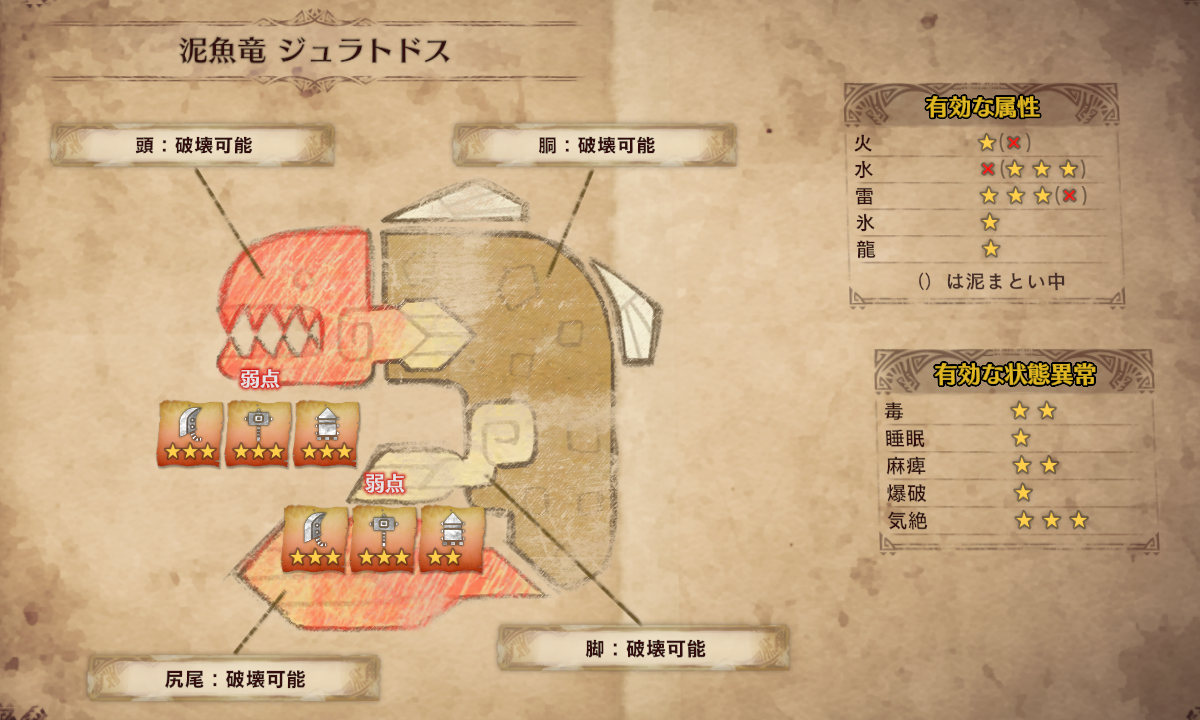 泥魚竜 ジュラトドス
頭：破壊可能
胴：破壊可能
弱点
弱点
尻尾：破壊可能
脚：破壊可能
有効な属性
火 ★(×)
水 ×(★★★)
雷 ★★★(×)
氷 ★
龍 ★
（）は泥まとい中
有効な状態異常
毒 ★★
睡眠 ★
麻痺 ★★
爆破 ★
気絶 ★★★